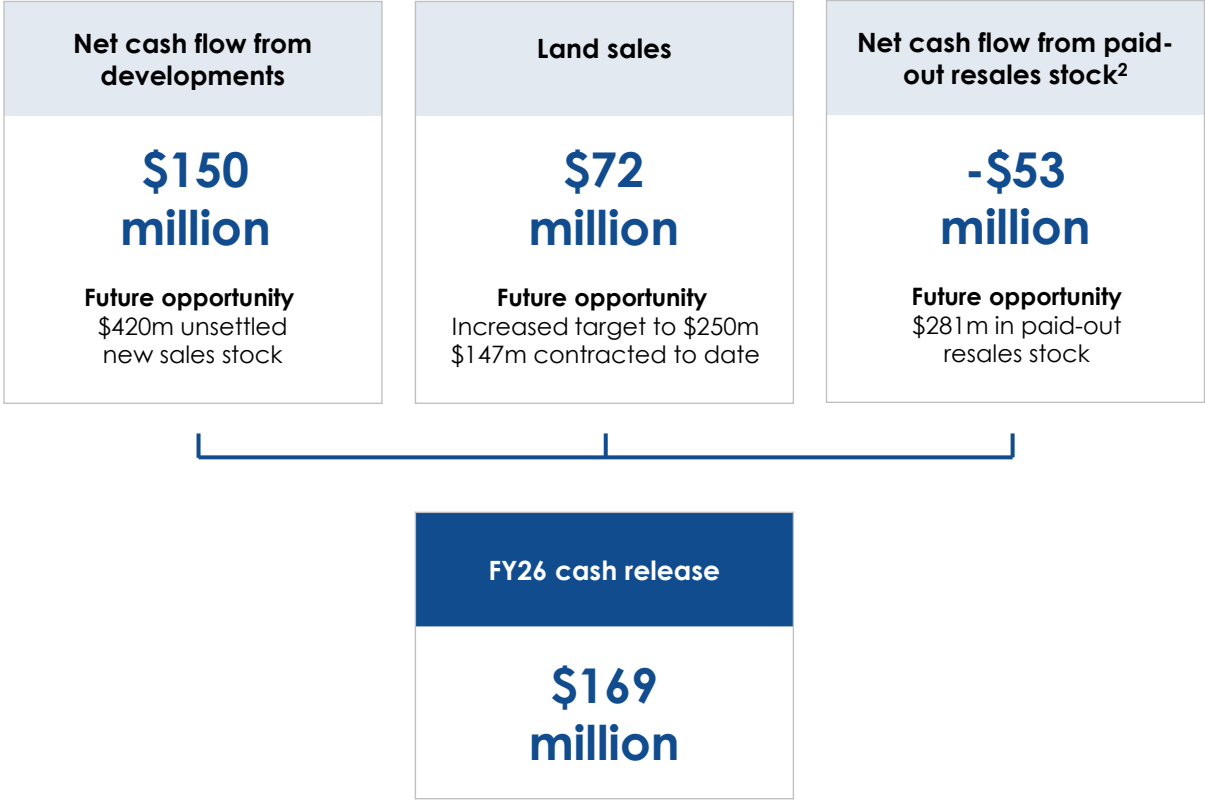 Net cash flow from
developments
$150
million
Future opportunity
$420m unsettled
new sales stock
Land sales
$72
million
Future opportunity
Increased target to $250m
$147m contracted to date
Net cash flow from paid-
out resales stock²
-$53
million
Future opportunity
$281m in paid-out
resales stock
FY26 cash release
$169
million